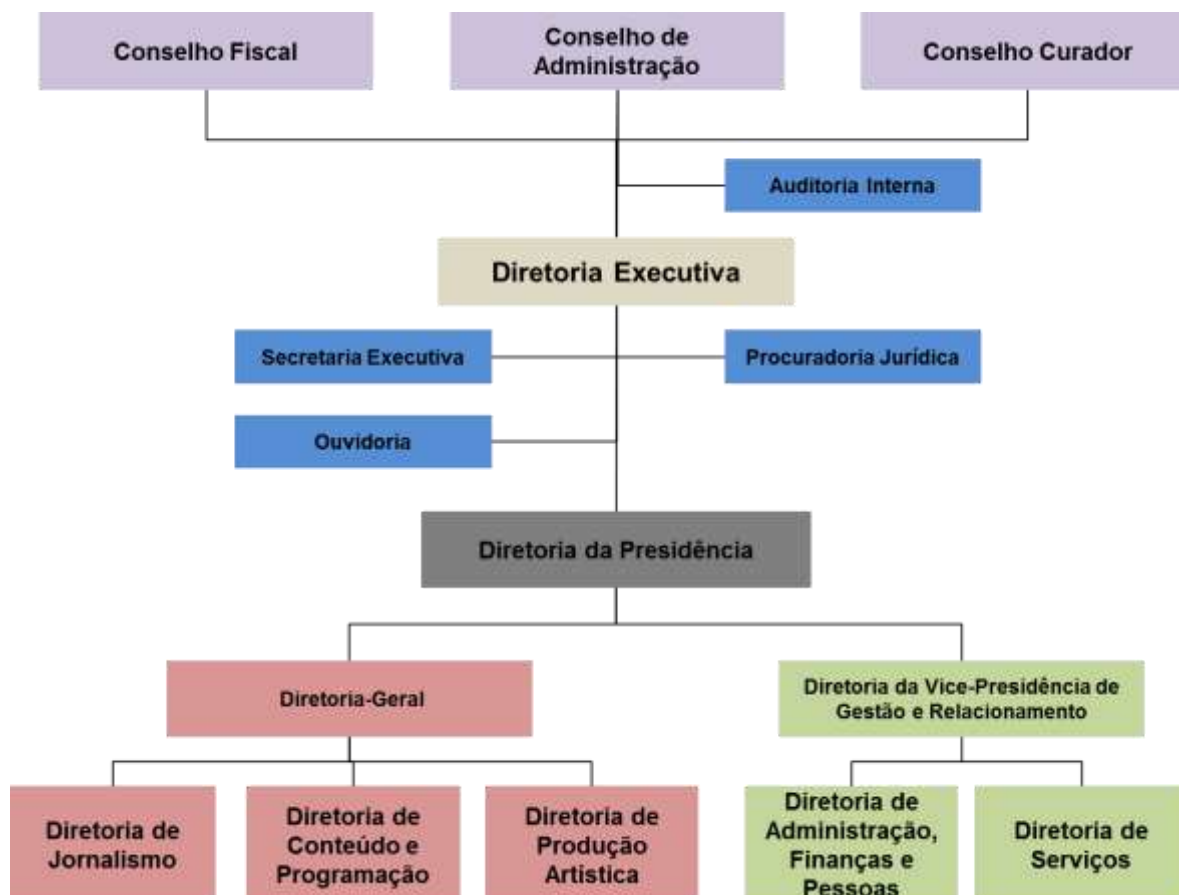 Conselho Fiscal
Conselho de
Administração
Conselho Curador
Auditoria Interna
Diretoria Executiva
Secretaria Executiva
Procuradoria Jurídica
Ouvidoria
Diretoria da Presidência
Diretoria-Geral
Diretoria da Vice-Presidência de
Gestão e Relacionamento
Diretoria de
Jornalismo
Diretoria de
Conteúdo e
Programação
Diretoria de
Produção
Artistica
Diretoria de
Administração,
Finanças e
Pessoas
Diretoria de
Serviços